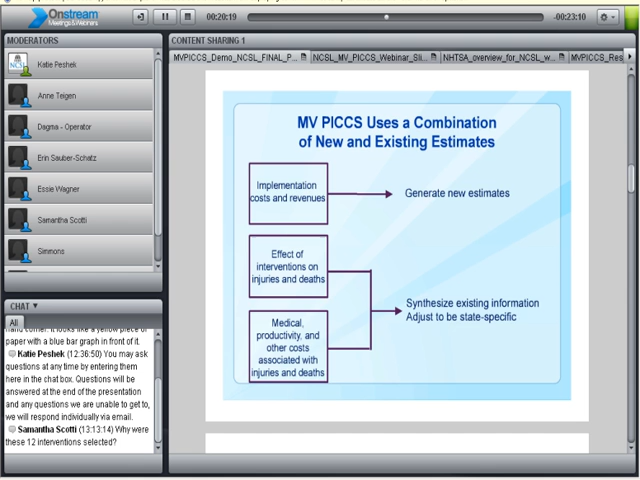 Onstream
Meetings & Webinars
00:20:19
-00:23:10
MODERATORS
NCSL
Katie Peshek
Anne Teigen
Dagma - Operator
Erin Sauber-Schatz
Essie Wagner
Samantha Scotti
Simmons
CHAT
All
hand corner. It looks like a yellow piece of
paper with a blue bar graph in front of it.
Katie Peshek (12:36:50) You may ask
questions at any time by entering them
here in the chat box. Questions will be
answered at the end of the presentation
and any questions we are unable to get to,
we will respond individually via email.
Samantha Scotti (13:13:14) Why were
these 12 interventions selected?
CONTENT SHARING 1
MVPICCS_Demo_NCSL_FINAL_P... NCSL_MV_PICCS_Webinar_Sli... NHTSA_overview_for_NCSL_w... MVPICCS_Res
MV PICCS Uses a Combination
of New and Existing Estimates
Implementation
costs and revenues
Generate new estimates
Effect of
interventions on
injuries and deaths
Synthesize existing information
Adjust to be state-specific
Medical,
productivity, and
other costs
associated with
injuries and deaths